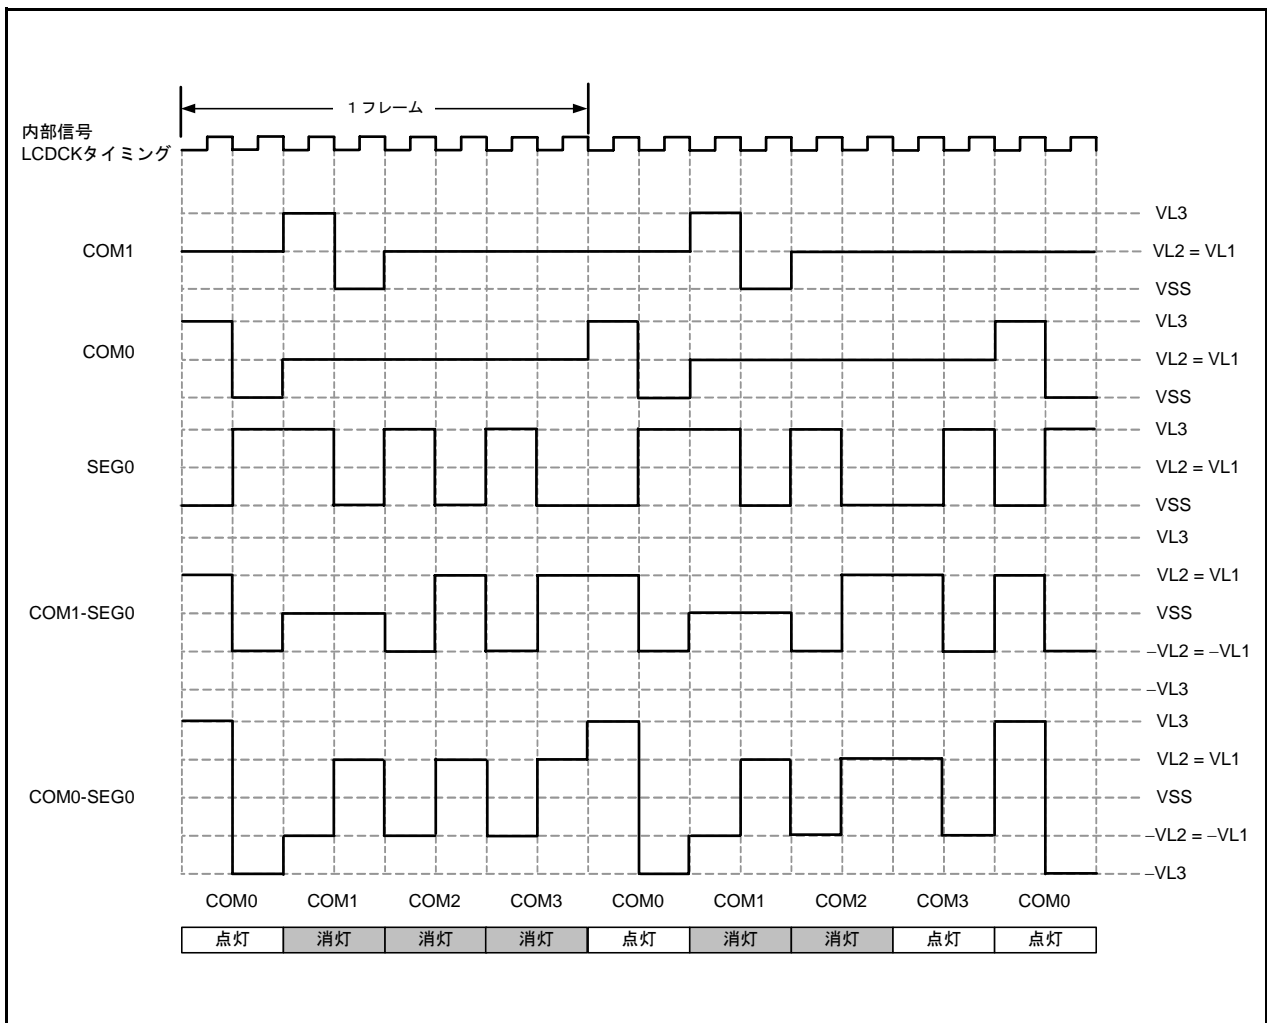 1 フレーム
内部信号
LCDCKタイミング
VL3
COM1
VL2 = VL1
VSS
VL3
COM0
VL2 = VL1
VSS
VL3
SEG0
VL2 = VL1
VSS
VL3
VL2 = VL1
COM1-SEG0
VSS
–VL2 = –VL1
–VL3
VL3
VL2 = VL1
COM0-SEG0
VSS
–VL2 = –VL1
–VL3
COM0 COM1 COM2 COM3 COM0 COM1 COM2 COM3 COM0
点灯 消灯 消灯 消灯 点灯 消灯 消灯 点灯 点灯